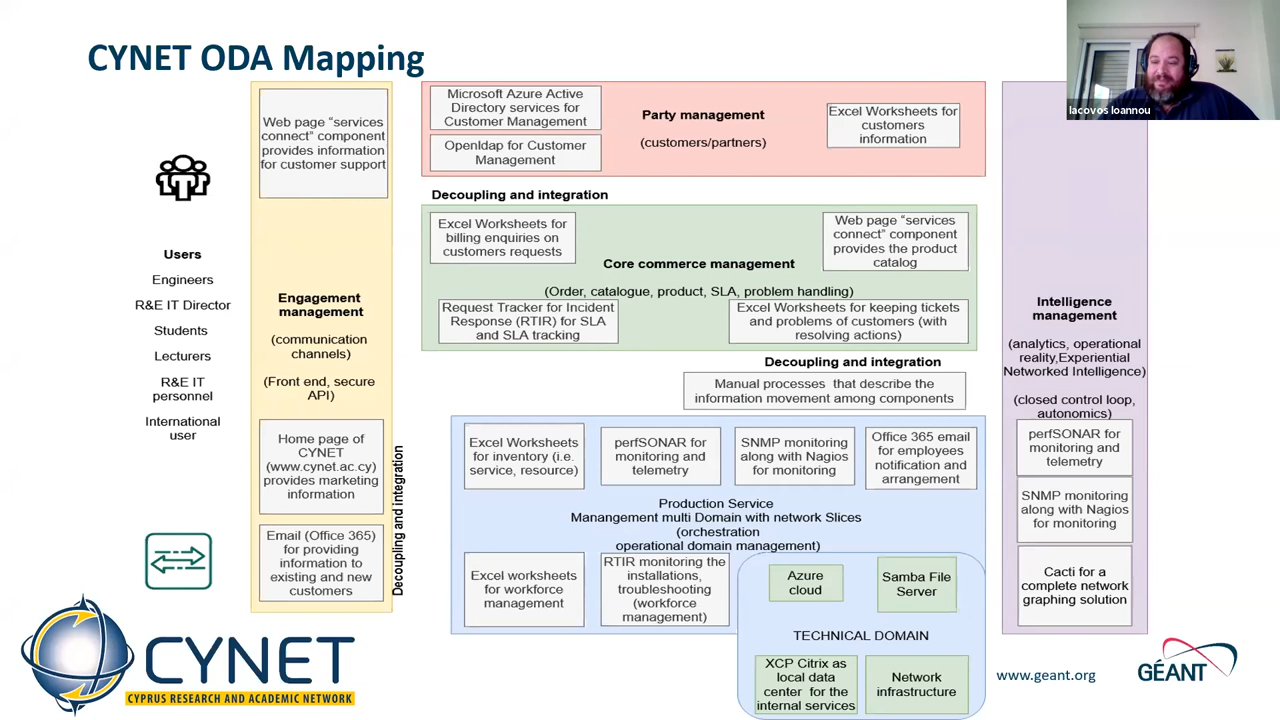 CYNET ODA Mapping
Iacovos Ioannou
Users
Engineers
R&E IT Director
Students
Lecturers
R&E IT
personnel
International
user
Web page “services
connect” component
provides information
for customer support
Engagement
management
(communication
channels)
(Front end, secure
API)
Home page of
CYNET
(www.cynet.ac.cy)
provides marketing
information
Email (Office 365)
for providing
information to
existing and new
customers
Decoupling and integration
Microsoft Azure Active
Directory services for
Customer Management
Openldap for Customer
Management
Party management
(customers/partners)
Excel Worksheets for
customers
information
Decoupling and integration
Excel Worksheets for
billing enquiries on
customers requests
Web page “services
connect” component
provides the product
catalog
Core commerce management
(Order, catalogue, product, SLA, problem handling)
Request Tracker for Incident
Response (RTIR) for SLA
and SLA tracking
Excel Worksheets for keeping tickets
and problems of customers (with
resolving actions)
Decoupling and integration
Manual processes that describe the
information movement among components
Excel Worksheets
for inventory (i.e.
service, resource)
perfSONAR for
monitoring and
telemetry
SNMP monitoring
along with Nagios
for monitoring
Office 365 email
for employees
notification and
arrangement
Production Service
Manangement multi Domain with network Slices
(orchestration
operational domain management)
Excel worksheets
for workforce
management
RTIR monitoring the
installations,
troubleshooting
(workforce
management)
Azure
cloud
Samba File
Server
TECHNICAL DOMAIN
XCP Citrix as
local data
center for the
internal services
Network
infrastructure
Intelligence
management
(analytics, operational
reality,Experiential
Networked Intelligence)
(closed control loop,
autonomics)
perfSONAR for
monitoring and
telemetry
SNMP monitoring
along with Nagios
for monitoring
Cacti for a
complete network
graphing solution
CYNET
CYPRUS RESEARCH AND ACADEMIC NETWORK
www.geant.org
GÉANT